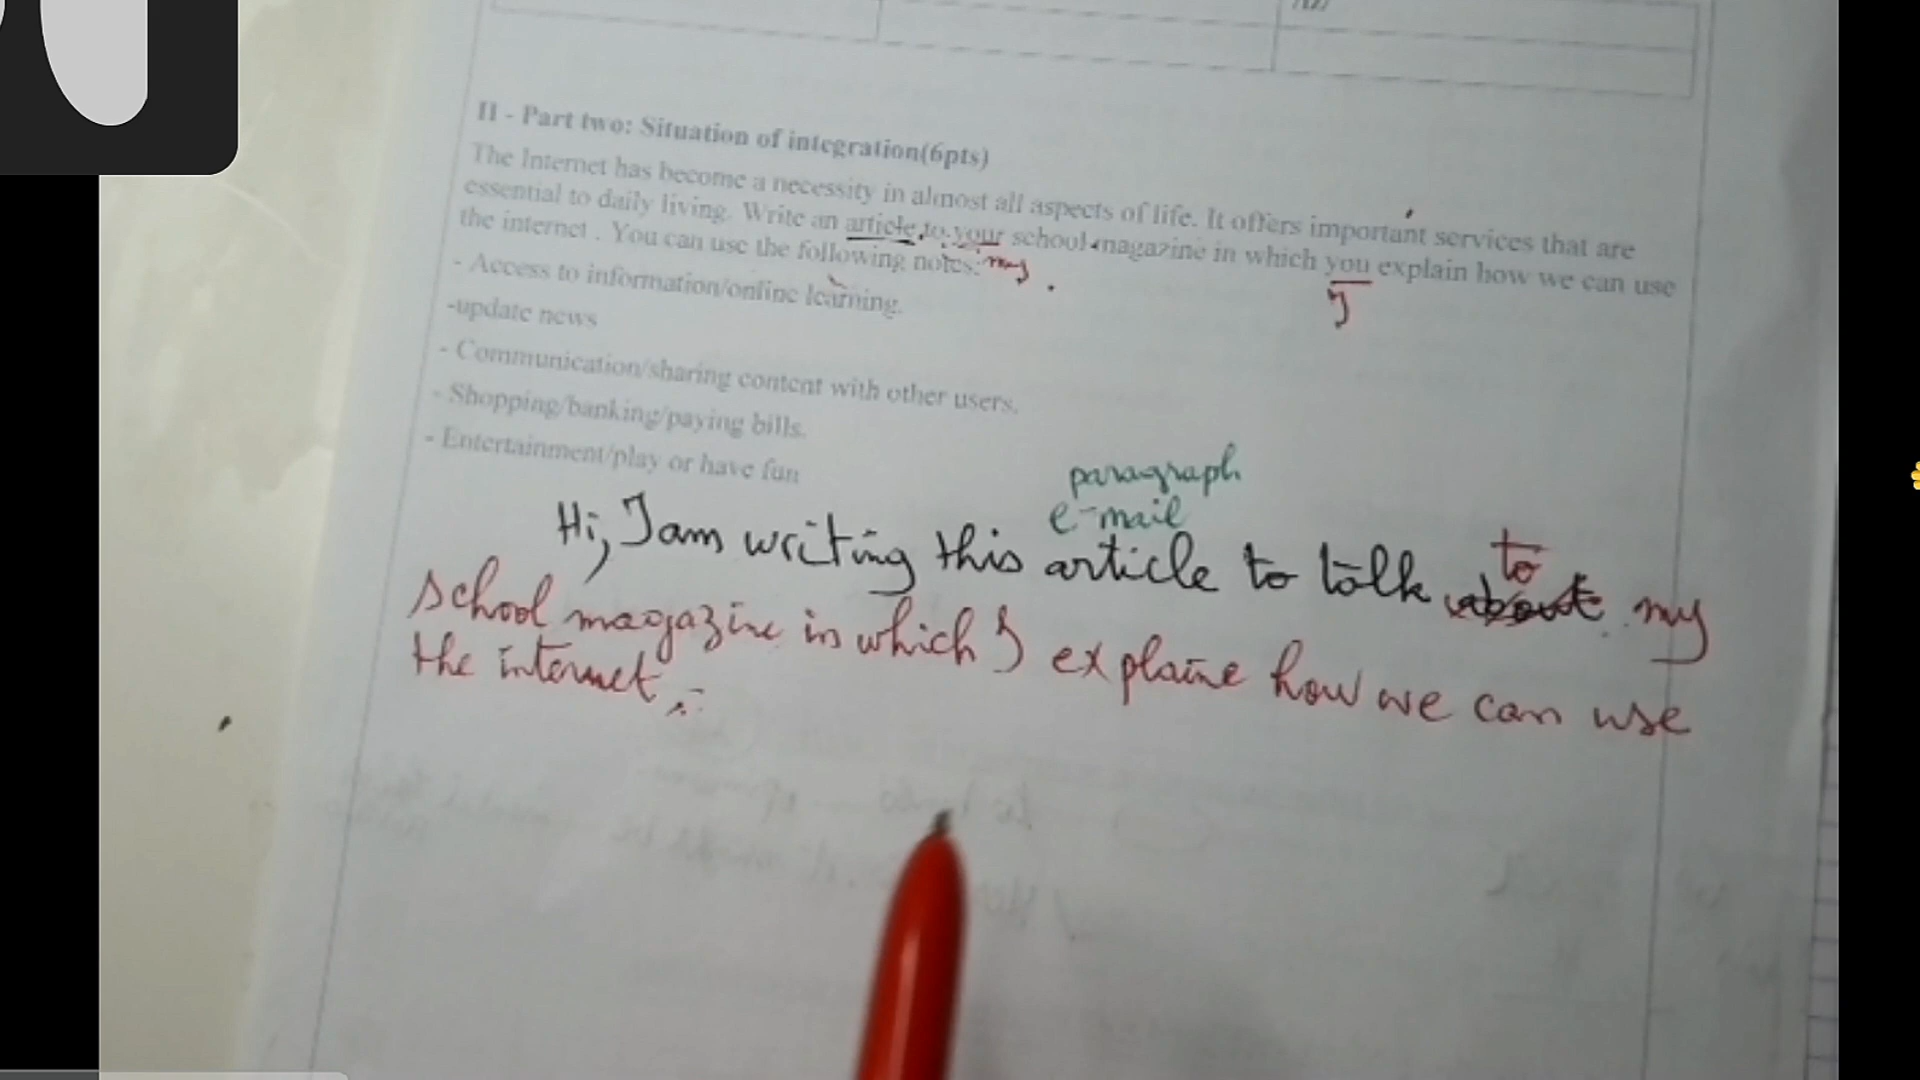 II - Part two: Situation of integration(6pts)
The Internet has become a necessity in almost all aspects of life. It offers important services that are
essential to daily living. Write an article to your school magazine in which you explain how we can use
the internet . You can use the following notes:
my
I
- Access to information/online learning.
-update news
- Communication/sharing content with other users.
- Shopping/banking/paying bills.
- Entertainment/play or have fun
paragraph
e-mail
Hi, I am writing this article to talk about to my
school magazine in which I explaine how we can use
the internet